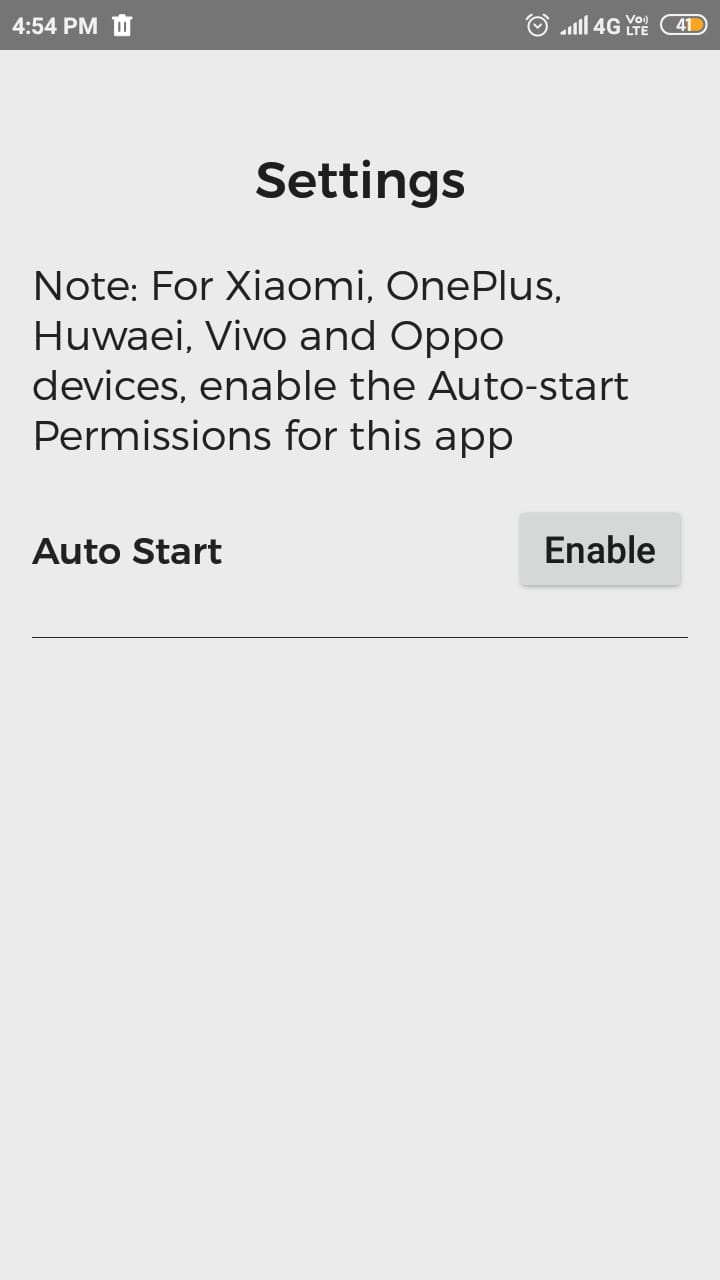 4:54 PM 4G Vo)) LTE 41
Settings
Note: For Xiaomi, OnePlus,
Huwaei, Vivo and Oppo
devices, enable the Auto-start
Permissions for this app
Auto Start Enable